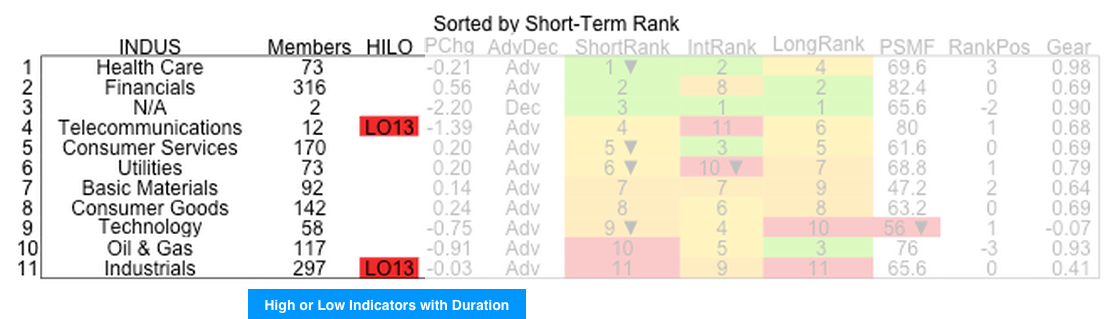 Sorted by Short-Term Rank
INDUS Members HILO PChg AdvDec ShortRank IntRank LongRank PSMF RankPos Gear
1 Health Care 73 -0.21 Adv 1 ▼ 2 4 69.6 3 0.98
2 Financials 316 0.56 Adv 2 8 2 82.4 0 0.69
3 N/A 2 -2.20 Dec 3 1 1 65.6 -2 0.90
4 Telecommunications 12 LO13 -1.39 Adv 4 11 6 80 1 0.68
5 Consumer Services 170 0.20 Adv 5 ▼ 3 5 61.6 0 0.69
6 Utilities 73 0.20 Adv 6 ▼ 10 ▼ 7 68.8 1 0.79
7 Basic Materials 92 0.14 Adv 7 7 9 47.2 2 0.64
8 Consumer Goods 142 0.24 Adv 8 6 8 63.2 0 0.69
9 Technology 58 -0.75 Adv 9 ▼ 4 10 56 ▼ 1 -0.07
10 Oil & Gas 117 -0.91 Adv 10 5 3 76 -3 0.93
11 Industrials 297 LO13 -0.03 Adv 11 9 11 65.6 0 0.41
High or Low Indicators with Duration